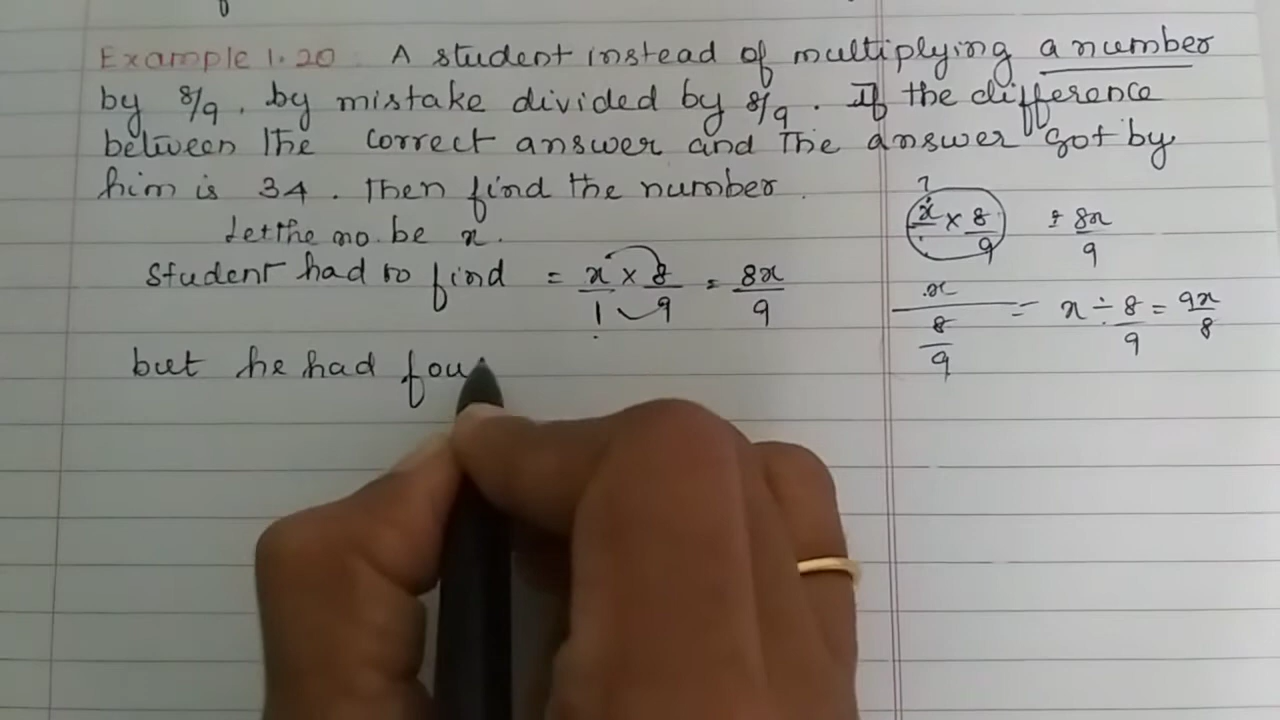 Example 1.20 A student instead of multiplying a number
by 8/9, by mistake divided by 8/9. If the difference
between the correct answer and the answer got by
him is 34. Then find the number.
Let the no. be x.
Student had to find = x/1 × 8/9 = 8x/9
but he had fou
x/1 × 8/9 = 8x/9
x/(8/9) = x ÷ 8/9 = 9x/8